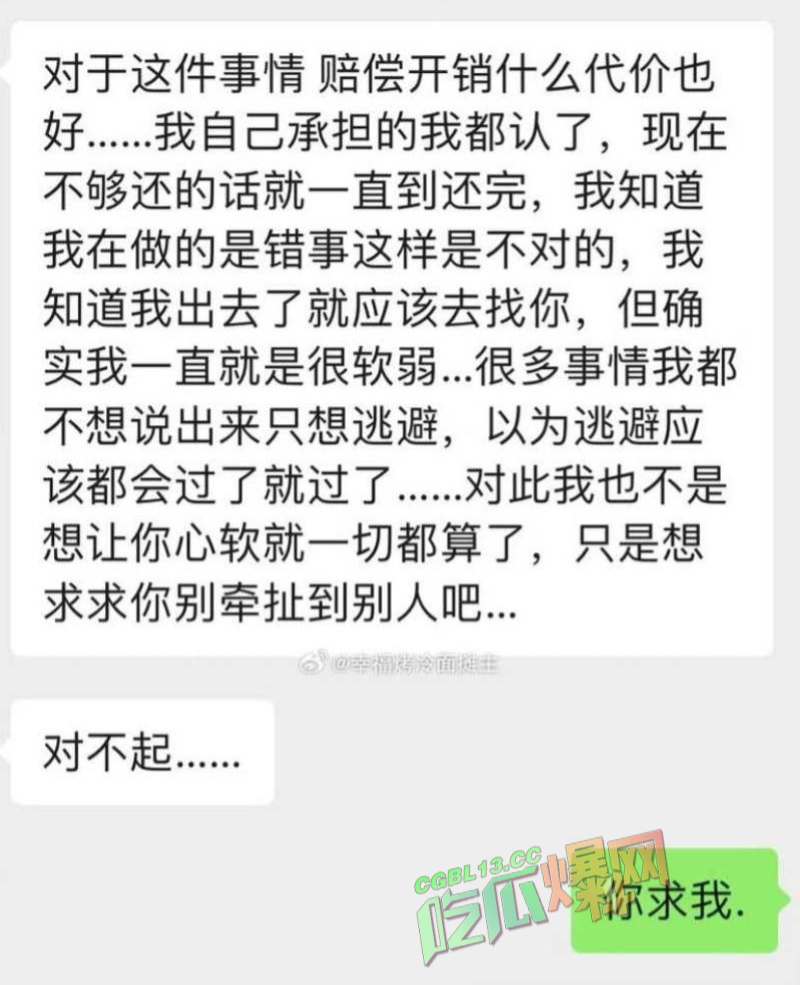 对于这件事情 赔偿开销什么代价也
好......我自己承担的我都认了，现在
不够还的话就一直到还完，我知道
我在做的是错事这样是不对的，我
知道我出去了就应该去找你，但确
实我一直就是很软弱...很多事情我都
不想说出来只想逃避，以为逃避应
该都会过了就过了......对此我也不是
想让你心软就一切都算了，只是想
求求你别牵扯到别人吧...
@幸福烤冷面摊主
对不起......
CGBL13.CC
吃瓜爆网
你求我.